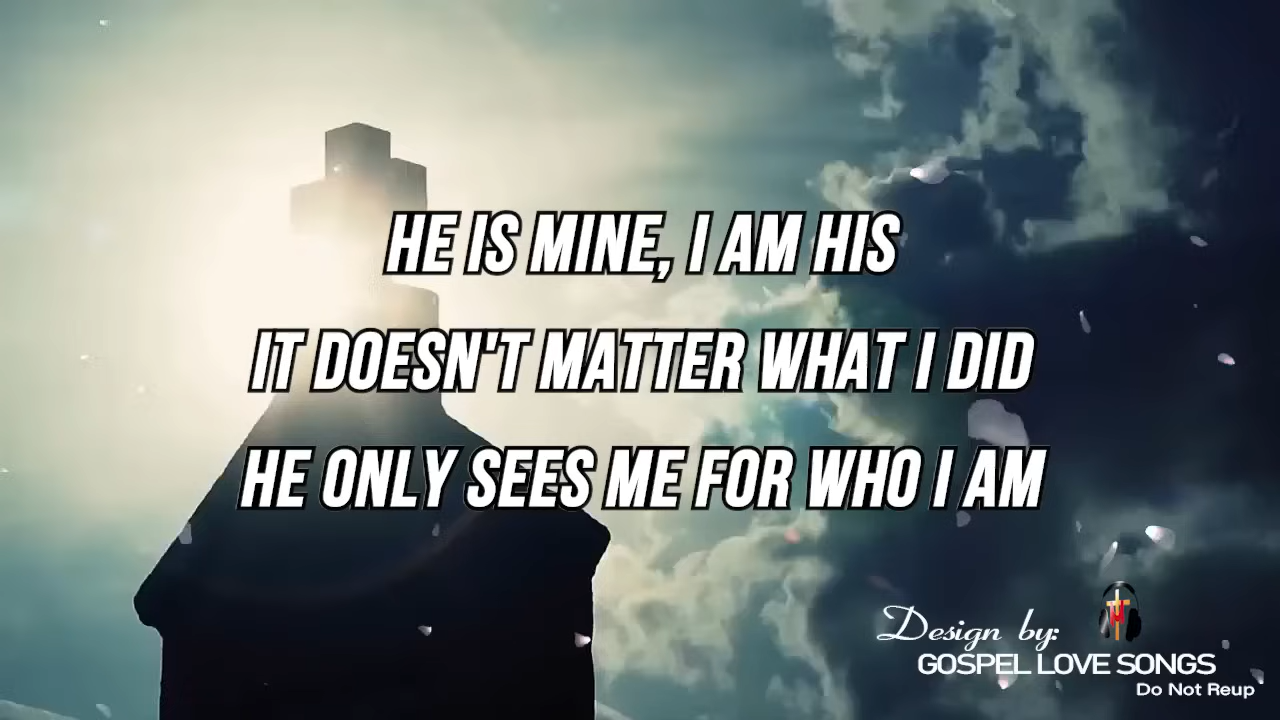 HE IS MINE, I AM HIS
IT DOESN'T MATTER WHAT I DID
HE ONLY SEES ME FOR WHO I AM
Design by:
GOSPEL LOVE SONGS
Do Not Reup